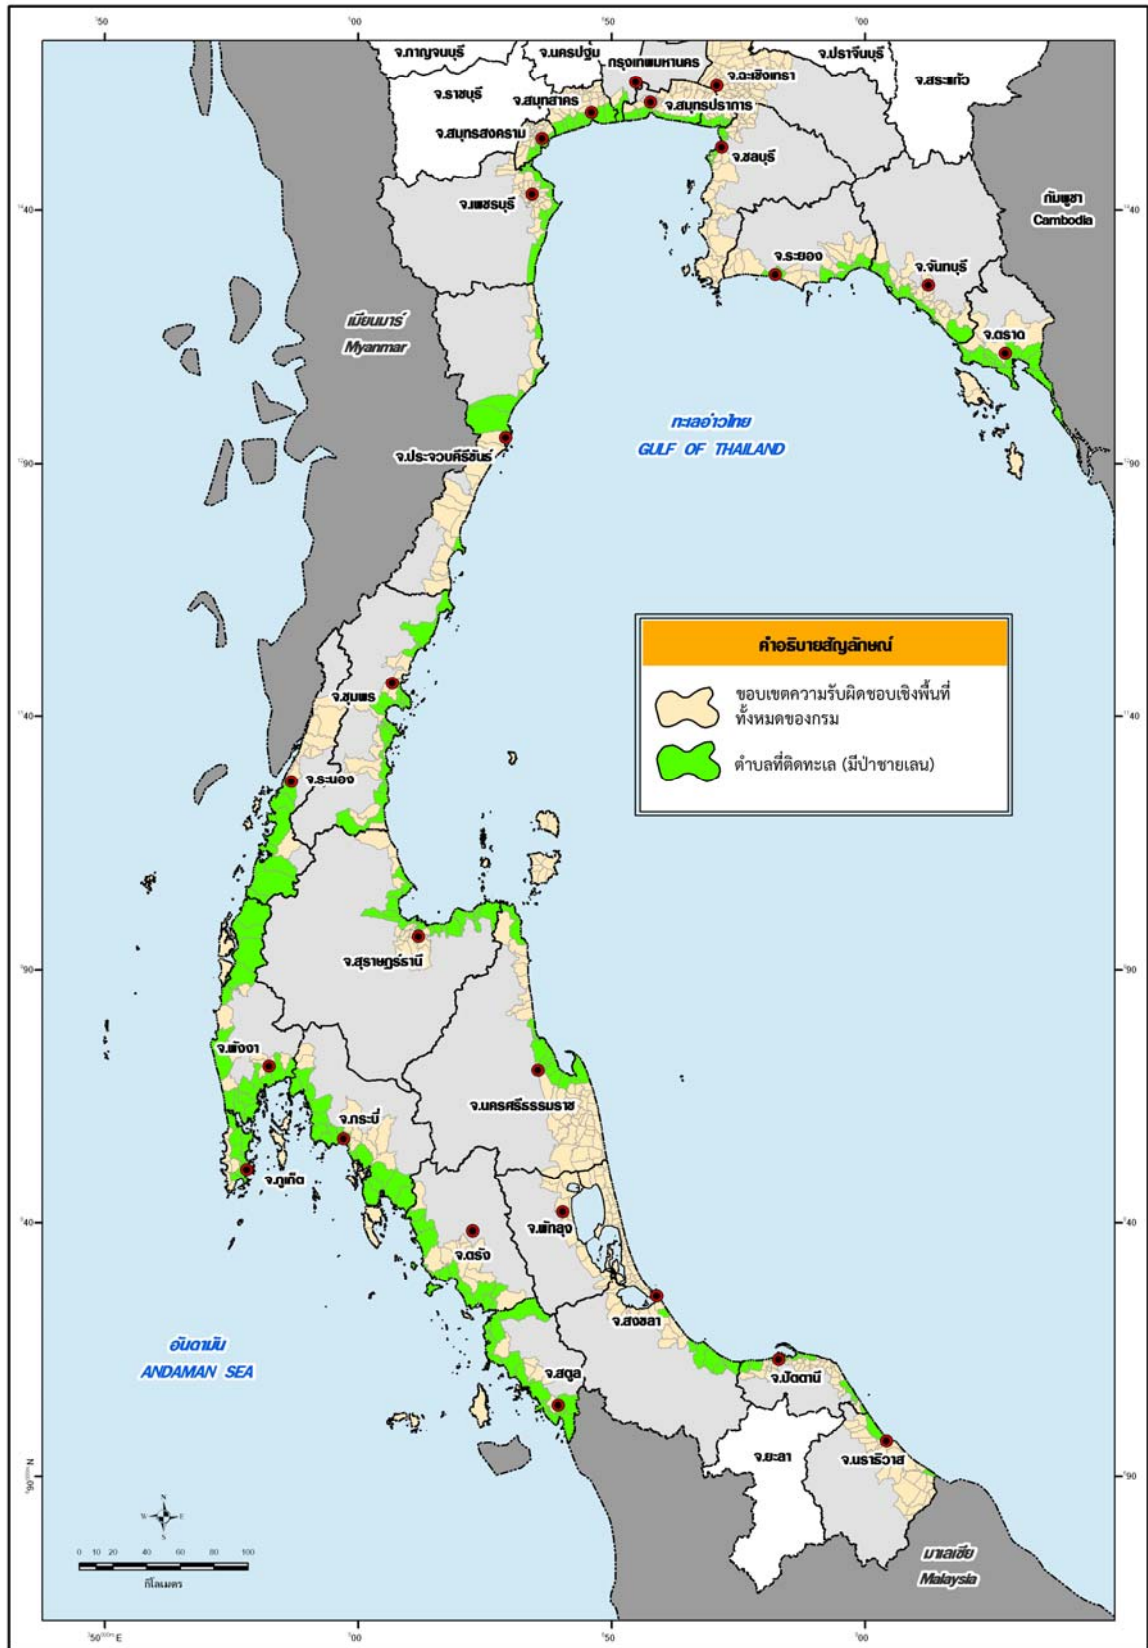 ⁵50
⁶00
⁶50
⁷00
จ.กาญจนบุรี
จ.นครปฐม
กรุงเทพมหานคร
จ.ฉะเชิงเทรา
จ.ปราจีนบุรี
จ.สระแก้ว
จ.ราชบุรี
จ.สมุทสาคร
จ.สมุทรปราการ
จ.สมุทรสงคราม
จ.ชลบุรี
จ.เพชรบุรี
กัมพูชา
Cambodia
จ.ระยอง
จ.จันทบุรี
จ.ตราด
เมียนมาร์
Myanmar
ทะเลอ่าวไทย
GULF OF THAILAND
จ.ประจวบคีรีขันธ์
คำอธิบายสัญลักษณ์
ขอบเขตความรับผิดชอบเชิงพื้นที่
ทั้งหมดของกรม
ตำบลที่ติดทะเล (มีป่าชายเลน)
จ.ชุมพร
จ.ระนอง
จ.สุราษฎร์ธานี
จ.พังงา
จ.นครศรีธรรมราช
จ.กระบี่
จ.ภูเก็ต
จ.พัทลุง
จ.ตรัง
จ.สงขลา
อันดามัน
ANDAMAN SEA
จ.สตูล
จ.ปัตตานี
จ.ยะลา
จ.นราธิวาส
มาเลเซีย
Malaysia
N
W
E
S
0 10 20 40 60 80 100
กิโลเมตร
⁵50⁰⁰⁰ᵐE
⁶00
⁶50
⁷00